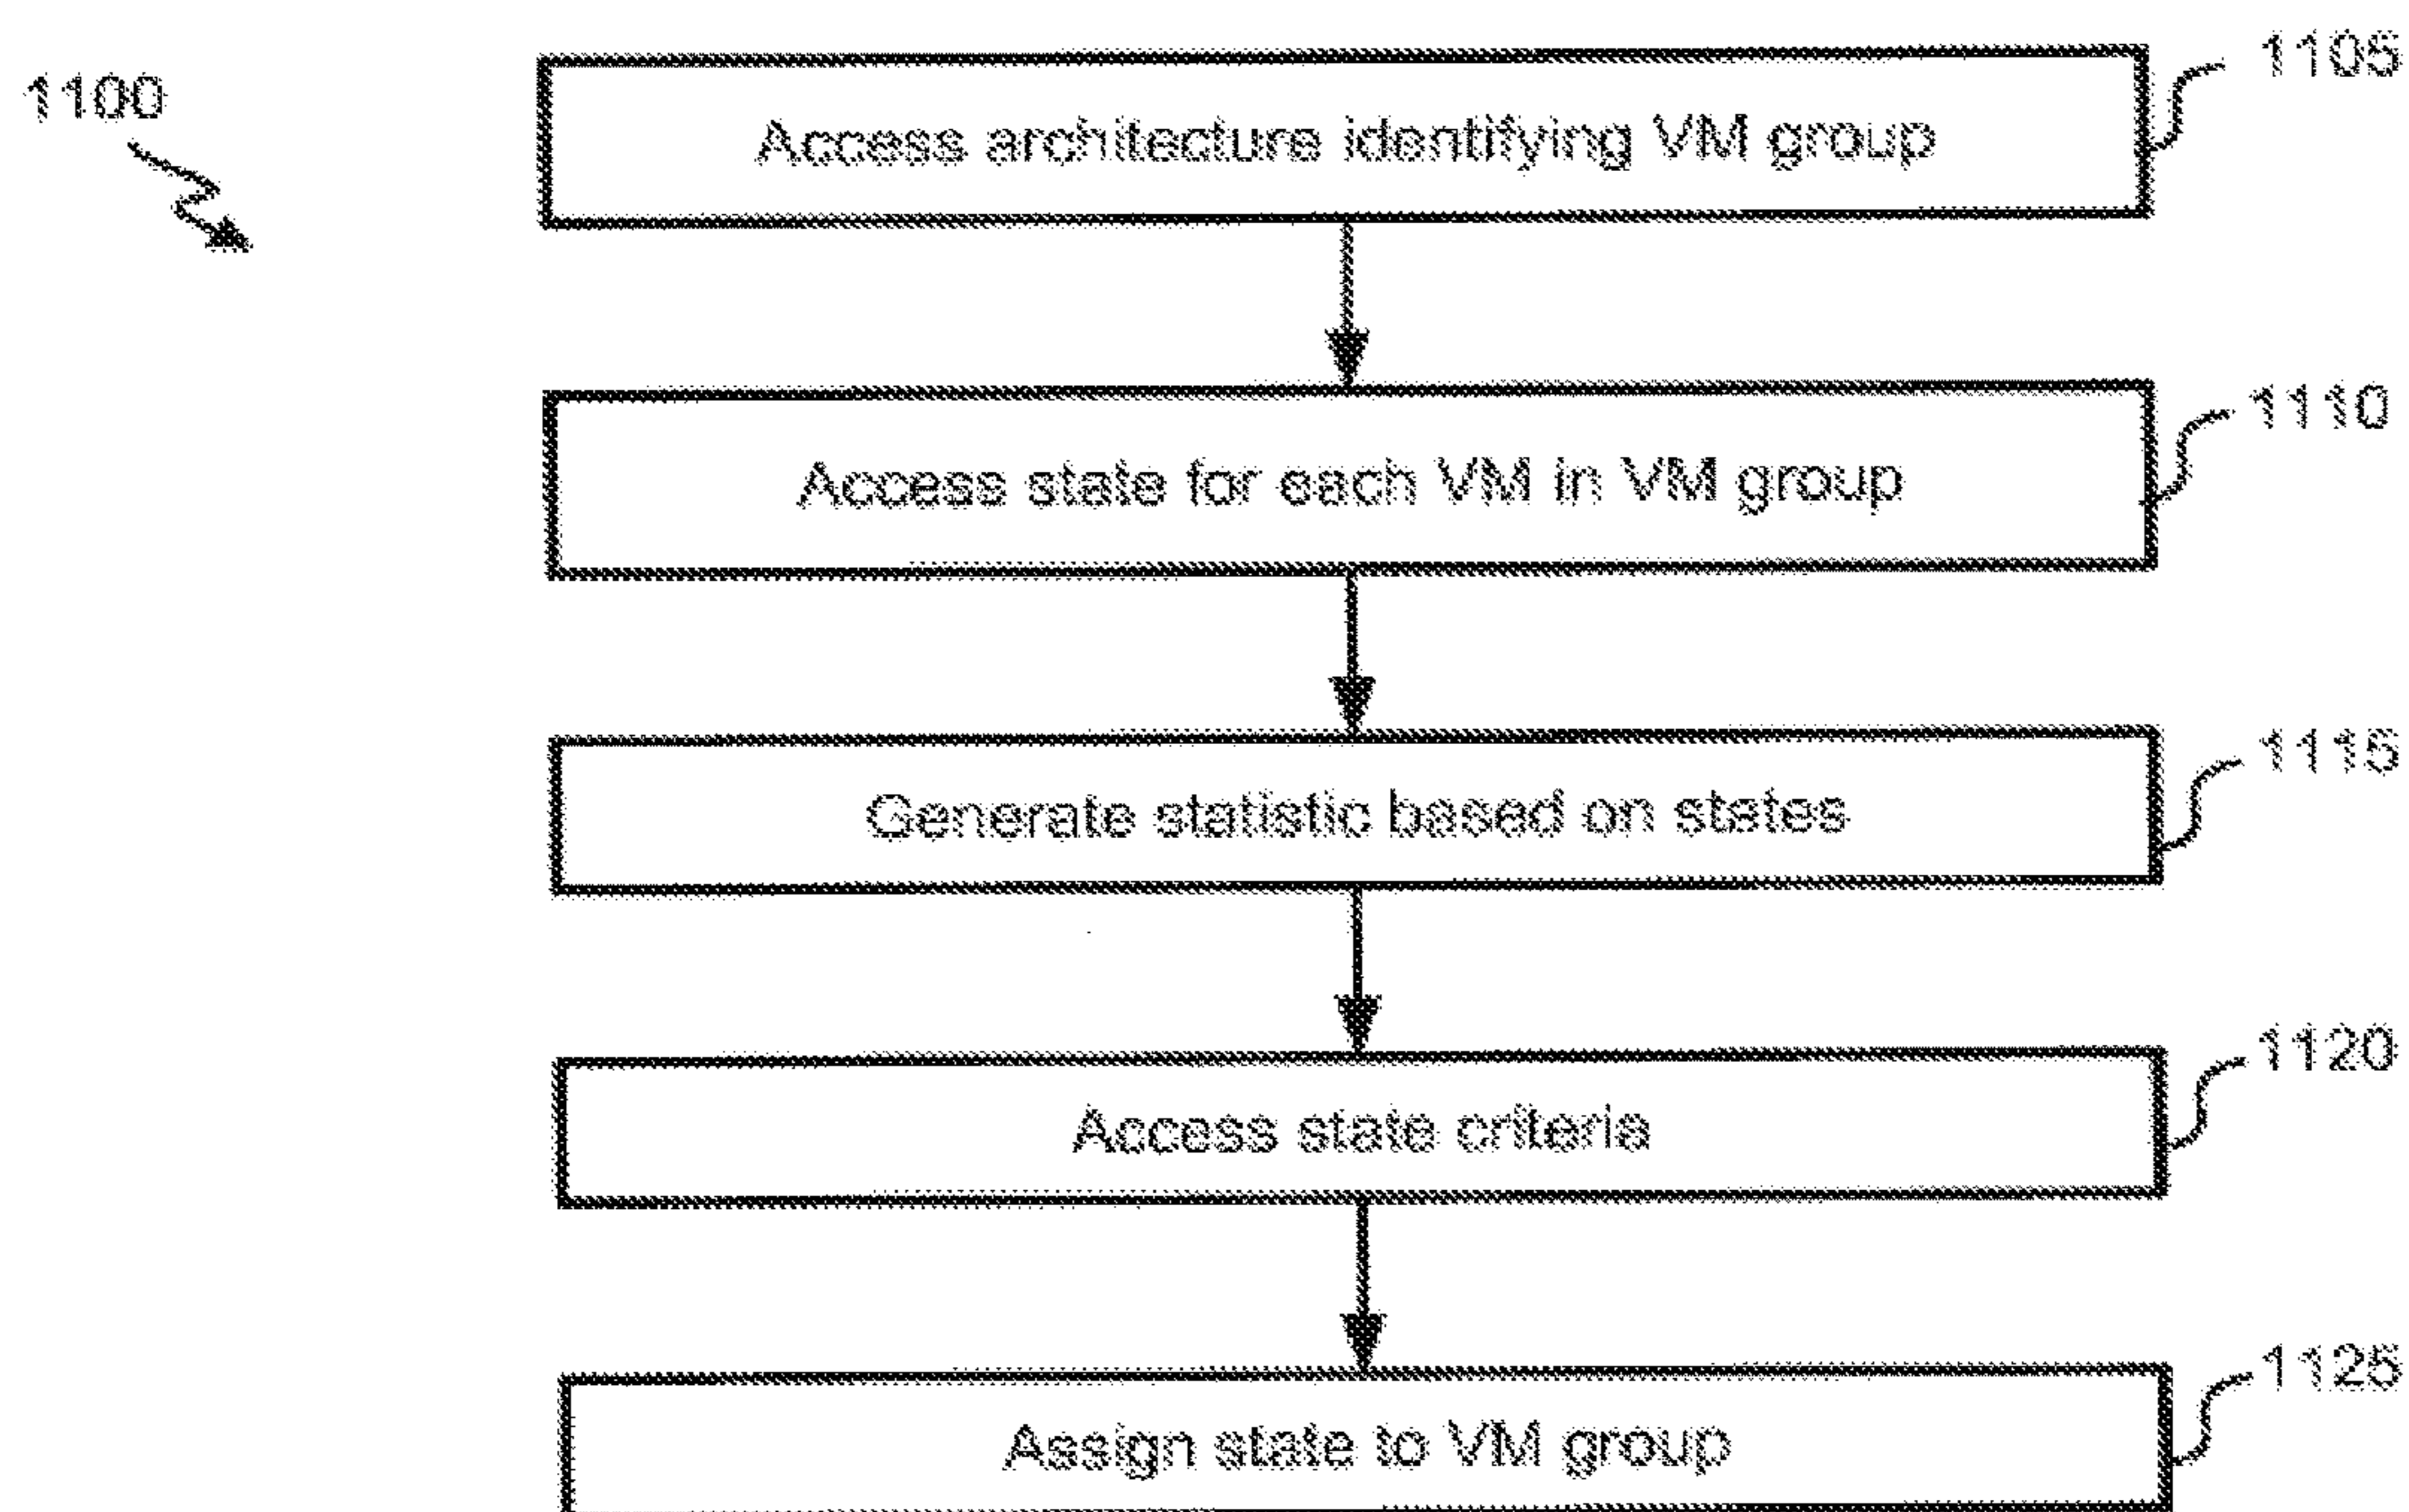 1100
Access architecture identifying VM group
1105
Access state for each VM in VM group
1110
Generate statistic based on states
1115
Access state criteria
1120
Assign state to VM group
1125